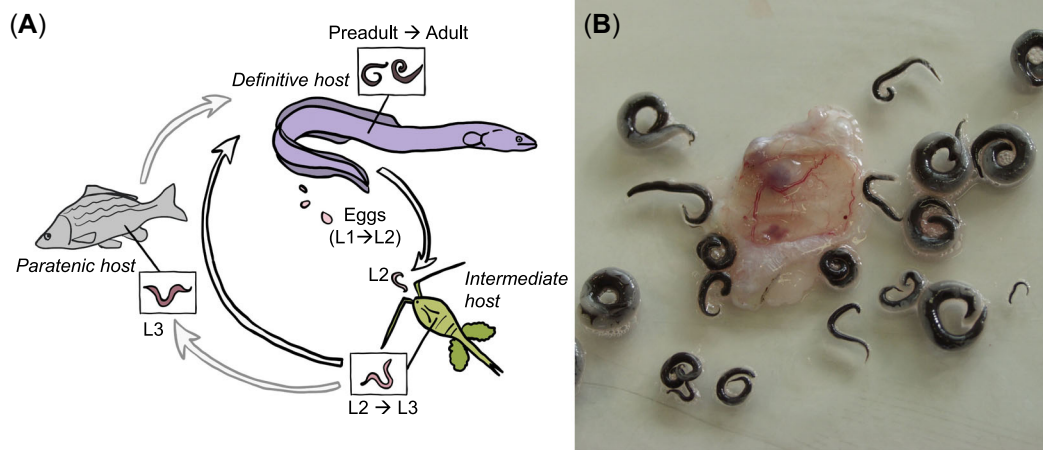 (A)
Preadult → Adult
Definitive host
Eggs
(L1→L2)
Paratenic host
L3
L2
Intermediate
host
L2 → L3
(B)